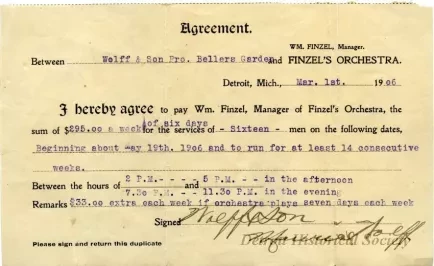 Agreement.
WM. FINZEL, Manager.
Between Wolff & Son Pro. Bellers Garden and FINZEL'S ORCHESTRA.
Detroit, Mich., Mar. 1st. 1906
I hereby agree to pay Wm. Finzel, Manager of Finzel's Orchestra, the
of six days
sum of $295.00 a week for the services of - Sixteen - men on the following dates,
Beginning about May 19th. 1906 and to run for at least 14 consecutive
weeks.
2 P.M. - - - - 5 P.M. - - in the afternoon
Between the hours of and
7.30 P.M. - - 11.30 P.M. in the evening
Remarks $33.00 extra each week if orchestra plays seven days each week
Signed Wolff & Son
Wolff
Detroit Historical Society
Please sign and return this duplicate